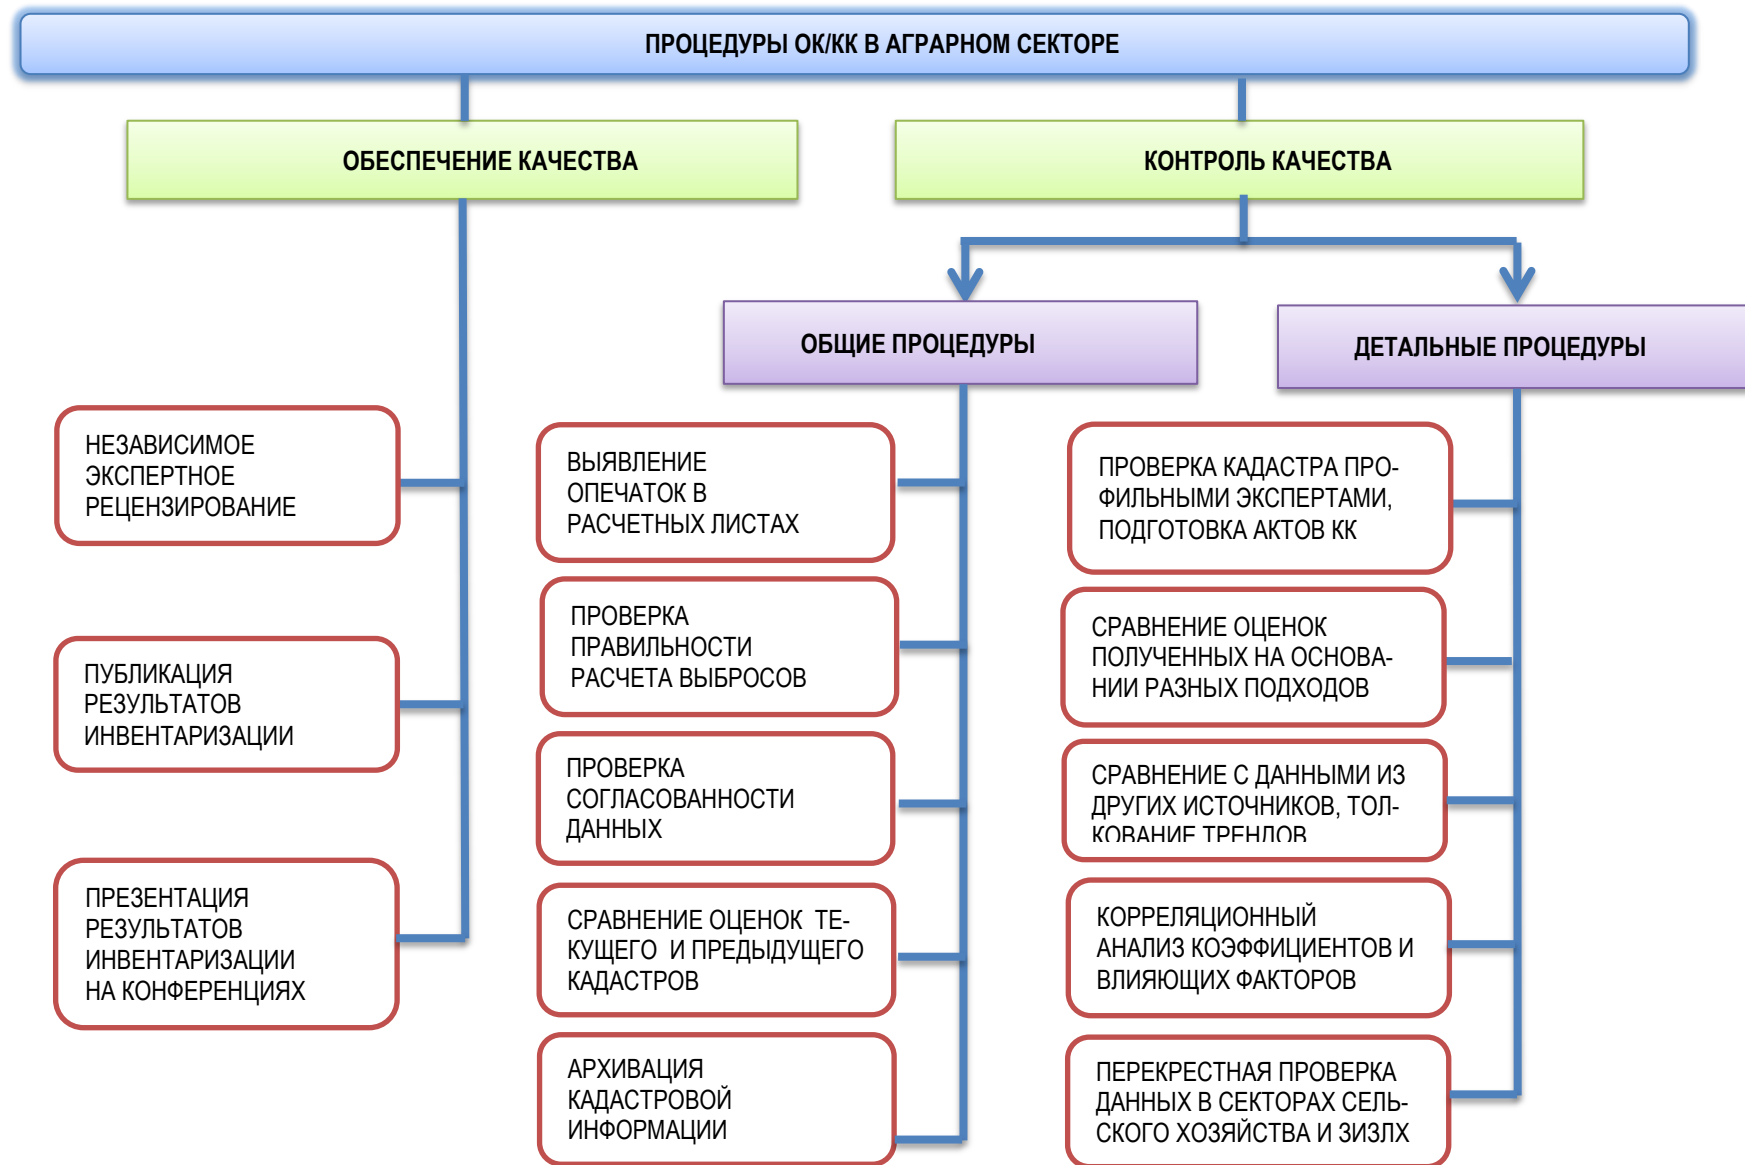 ПРОЦЕДУРЫ ОК/КК В АГРАРНОМ СЕКТОРЕ
ОБЕСПЕЧЕНИЕ КАЧЕСТВА
КОНТРОЛЬ КАЧЕСТВА
ОБЩИЕ ПРОЦЕДУРЫ
ДЕТАЛЬНЫЕ ПРОЦЕДУРЫ
НЕЗАВИСИМОЕ
ЭКСПЕРТНОЕ
РЕЦЕНЗИРОВАНИЕ
ПУБЛИКАЦИЯ
РЕЗУЛЬТАТОВ
ИНВЕНТАРИЗАЦИИ
ПРЕЗЕНТАЦИЯ
РЕЗУЛЬТАТОВ
ИНВЕНТАРИЗАЦИИ
НА КОНФЕРЕНЦИЯХ
ВЫЯВЛЕНИЕ
ОПЕЧАТОК В
РАСЧЕТНЫХ ЛИСТАХ
ПРОВЕРКА
ПРАВИЛЬНОСТИ
РАСЧЕТА ВЫБРОСОВ
ПРОВЕРКА
СОГЛАСОВАННОСТИ
ДАННЫХ
СРАВНЕНИЕ ОЦЕНОК ТЕ-
КУЩЕГО И ПРЕДЫДУЩЕГО
КАДАСТРОВ
АРХИВАЦИЯ
КАДАСТРОВОЙ
ИНФОРМАЦИИ
ПРОВЕРКА КАДАСТРА ПРО-
ФИЛЬНЫМИ ЭКСПЕРТАМИ,
ПОДГОТОВКА АКТОВ КК
СРАВНЕНИЕ ОЦЕНОК
ПОЛУЧЕННЫХ НА ОСНОВА-
НИИ РАЗНЫХ ПОДХОДОВ
СРАВНЕНИЕ С ДАННЫМИ ИЗ
ДРУГИХ ИСТОЧНИКОВ, ТОЛ-
КОВАНИЕ ТРЕНДОВ
КОРРЕЛЯЦИОННЫЙ
АНАЛИЗ КОЭФФИЦИЕНТОВ И
ВЛИЯЮЩИХ ФАКТОРОВ
ПЕРЕКРЕСТНАЯ ПРОВЕРКА
ДАННЫХ В СЕКТОРАХ СЕЛЬ-
СКОГО ХОЗЯЙСТВА И ЗИЗЛХ